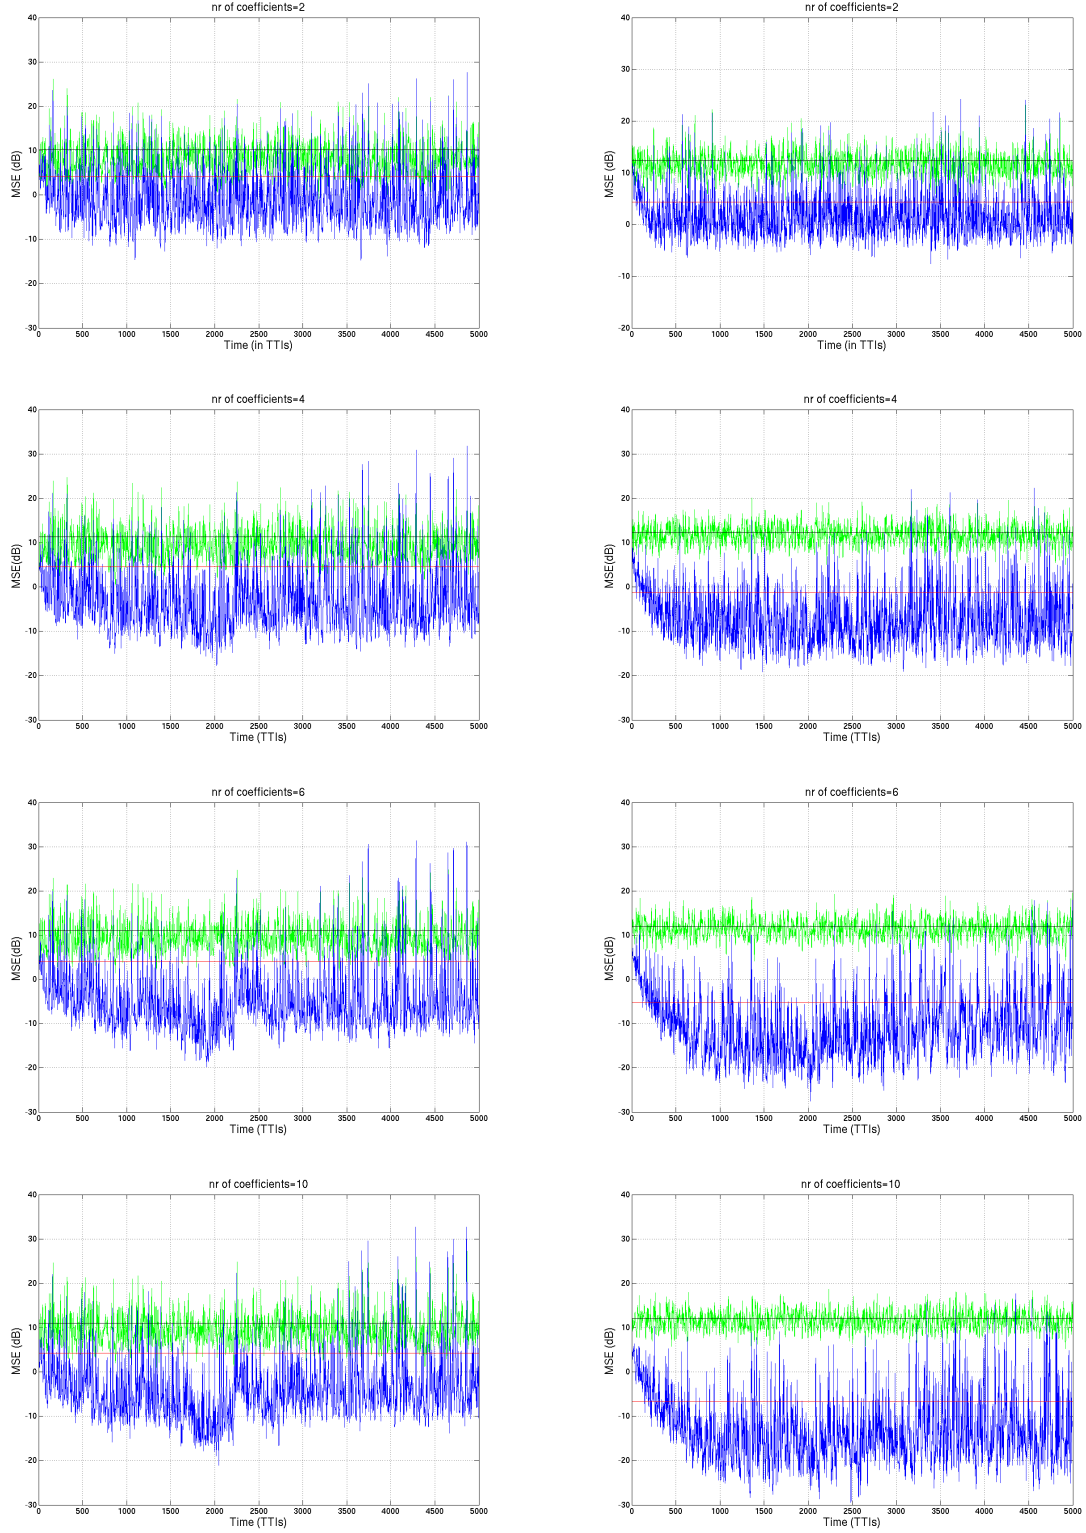 nr of coefficients=2
40
30
20
10
0
-10
-20
-30
MSE (dB)
0 500 1000 1500 2000 2500 3000 3500 4000 4500 5000
Time (in TTIs)
nr of coefficients=2
40
30
20
10
0
-10
-20
MSE (dB)
0 500 1000 1500 2000 2500 3000 3500 4000 4500 5000
Time (in TTIs)
nr of coefficients=4
40
30
20
10
0
-10
-20
-30
MSE(dB)
0 500 1000 1500 2000 2500 3000 3500 4000 4500 5000
Time (TTIs)
nr of coefficients=4
40
30
20
10
0
-10
-20
-30
MSE(dB)
0 500 1000 1500 2000 2500 3000 3500 4000 4500 5000
Time (TTIs)
nr of coefficients=6
40
30
20
10
0
-10
-20
-30
MSE(dB)
0 500 1000 1500 2000 2500 3000 3500 4000 4500 5000
Time (TTIs)
nr of coefficients=6
40
30
20
10
0
-10
-20
-30
MSE(dB)
0 500 1000 1500 2000 2500 3000 3500 4000 4500 5000
Time (TTIs)
nr of coefficients=10
40
30
20
10
0
-10
-20
-30
MSE (dB)
0 500 1000 1500 2000 2500 3000 3500 4000 4500 5000
Time (TTIs)
nr of coefficients=10
40
30
20
10
0
-10
-20
-30
MSE (dB)
0 500 1000 1500 2000 2500 3000 3500 4000 4500 5000
Time (TTIs)